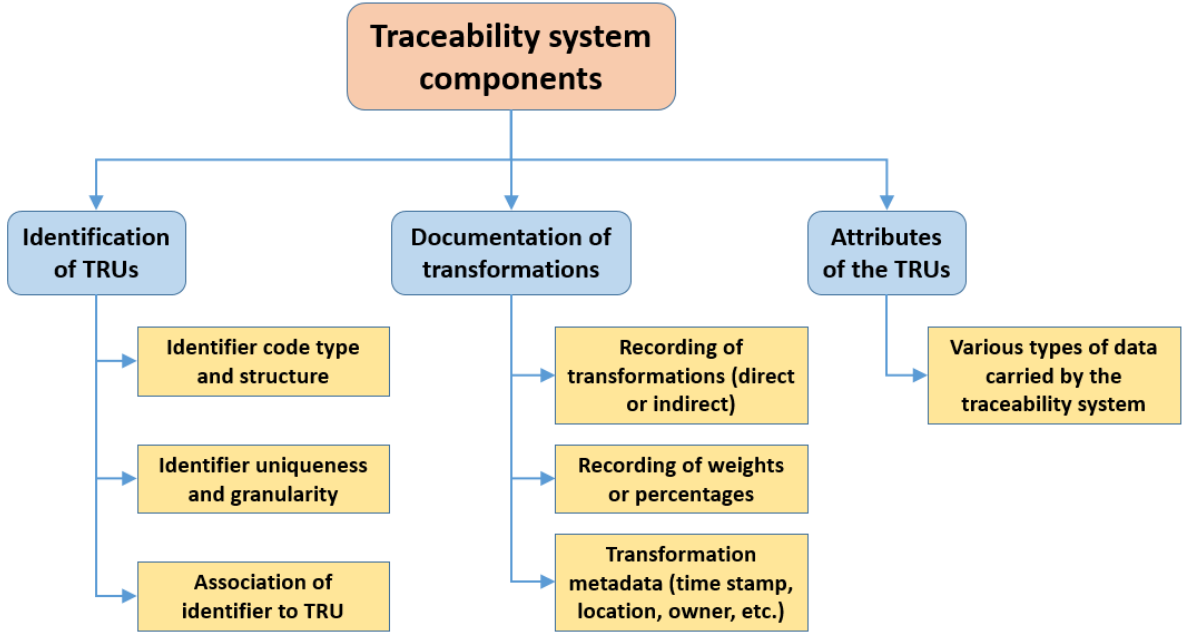 Traceability system
components
Identification
of TRUs
Identifier code type
and structure
Identifier uniqueness
and granularity
Association of
identifier to TRU
Documentation of
transformations
Recording of
transformations (direct
or indirect)
Recording of weights
or percentages
Transformation
metadata (time stamp,
location, owner, etc.)
Attributes
of the TRUs
Various types of data
carried by the
traceability system